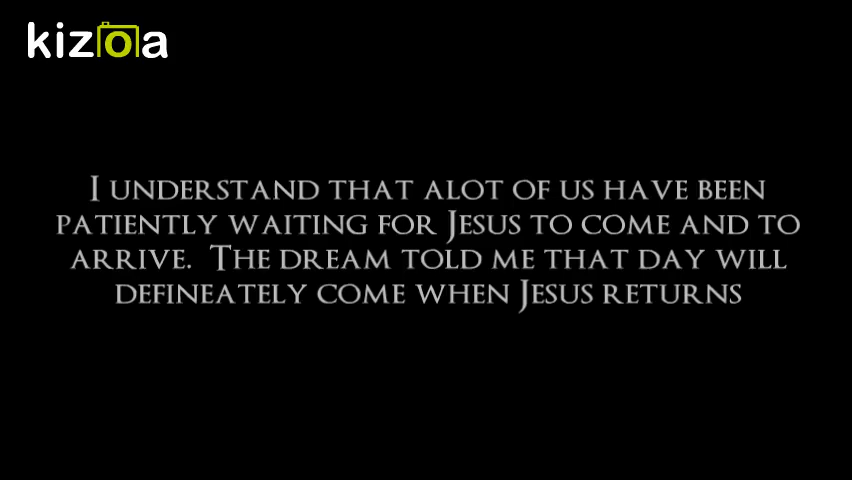 kizoa
I understand that alot of us have been
patiently waiting for Jesus to come and to
arrive. The dream told me that day will
defineately come when Jesus returns